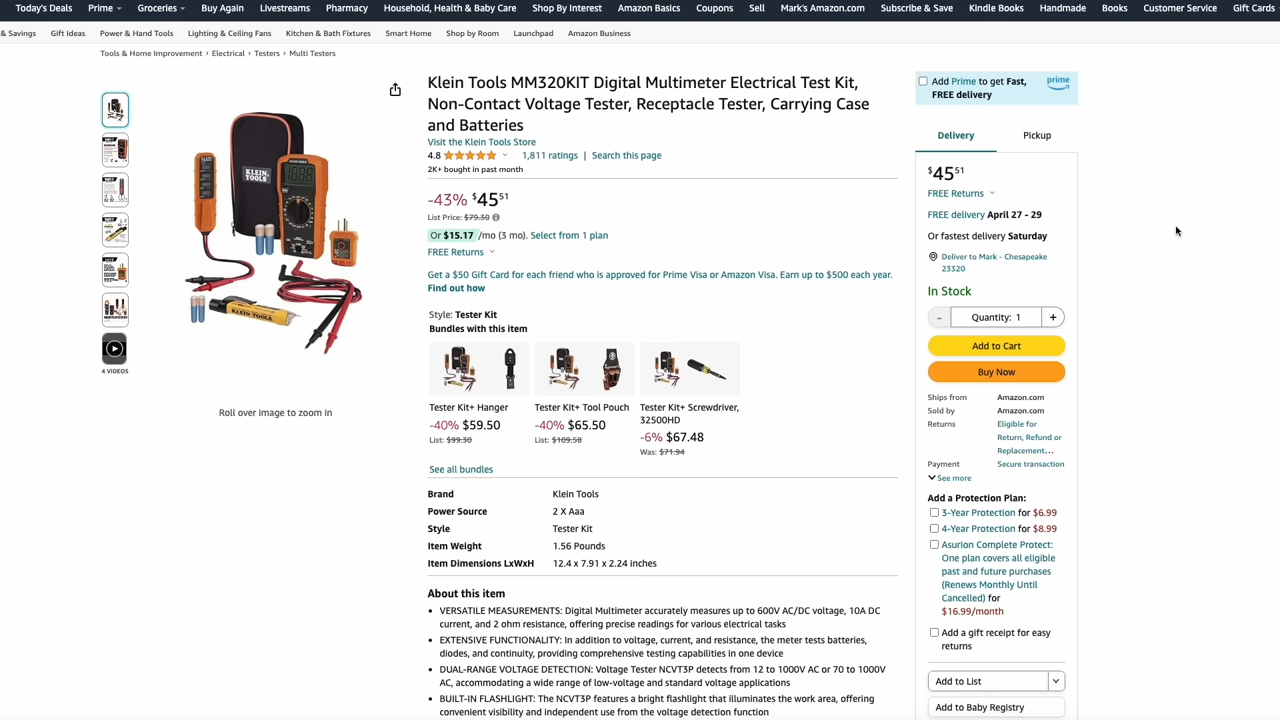 Today's Deals Prime Groceries Buy Again Livestreams Pharmacy Household, Health & Baby Care Shop By Interest Amazon Basics Coupons Sell Mark's Amazon.com Subscribe & Save Kindle Books Handmade Books Customer Service Gift Cards
& Savings Gift Ideas Power & Hand Tools Lighting & Ceiling Fans Kitchen & Bath Fixtures Smart Home Shop by Room Launchpad Amazon Business
Tools & Home Improvement › Electrical › Testers › Multi Testers
KLEIN TOOLS
KLEIN TOOLS
4 VIDEOS
Roll over image to zoom in
Klein Tools MM320KIT Digital Multimeter Electrical Test Kit,
Non-Contact Voltage Tester, Receptacle Tester, Carrying Case
and Batteries
Visit the Klein Tools Store
4.8 1,811 ratings | Search this page
2K+ bought in past month
-43% $45 51
List Price: $79.30
Or $15.17 /mo (3 mo). Select from 1 plan
FREE Returns
Get a $50 Gift Card for each friend who is approved for Prime Visa or Amazon Visa. Earn up to $500 each year.
Find out how
Style: Tester Kit
Bundles with this item
Tester Kit+ Hanger
-40% $59.50
List: $99.30
Tester Kit+ Tool Pouch
-40% $65.50
List: $109.58
Tester Kit+ Screwdriver,
32500HD
-6% $67.48
Was: $71.94
See all bundles
Brand Klein Tools
Power Source 2 X Aaa
Style Tester Kit
Item Weight 1.56 Pounds
Item Dimensions LxWxH 12.4 x 7.91 x 2.24 inches
About this item
• VERSATILE MEASUREMENTS: Digital Multimeter accurately measures up to 600V AC/DC voltage, 10A DC
current, and 2 ohm resistance, offering precise readings for various electrical tasks
• EXTENSIVE FUNCTIONALITY: In addition to voltage, current, and resistance, the meter tests batteries,
diodes, and continuity, providing comprehensive testing capabilities in one device
• DUAL-RANGE VOLTAGE DETECTION: Voltage Tester NCVT3P detects from 12 to 1000V AC or 70 to 1000V
AC, accommodating a wide range of low-voltage and standard voltage applications
• BUILT-IN FLASHLIGHT: The NCVT3P features a bright flashlight that illuminates the work area, offering
convenient visibility and independent use from the voltage detection function
Add Prime to get Fast,
FREE delivery
prime
Delivery Pickup
$45 51
FREE Returns
FREE delivery April 27 - 29
Or fastest delivery Saturday
Deliver to Mark - Chesapeake
23320
In Stock
- Quantity: 1 +
Add to Cart
Buy Now
Ships from Amazon.com
Sold by Amazon.com
Returns Eligible for
Return, Refund or
Replacement...
Payment Secure transaction
See more
Add a Protection Plan:
3-Year Protection for $6.99
4-Year Protection for $8.99
Asurion Complete Protect:
One plan covers all eligible
past and future purchases
(Renews Monthly Until
Cancelled) for
$16.99/month
Add a gift receipt for easy
returns
Add to List
Add to Baby Registry